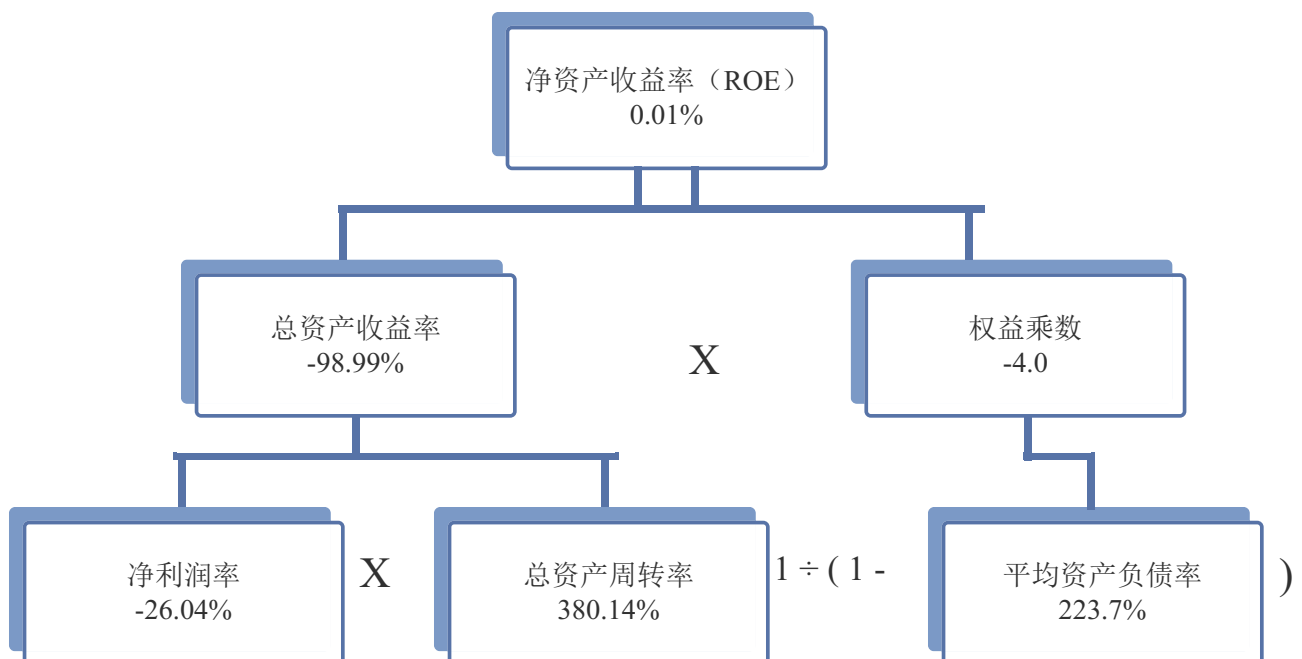 净资产收益率（ROE）
0.01%
总资产收益率
-98.99%
X
权益乘数
-4.0
净利润率
-26.04%
X
总资产周转率
380.14%
1 ÷ ( 1 -
平均资产负债率
223.7%
)